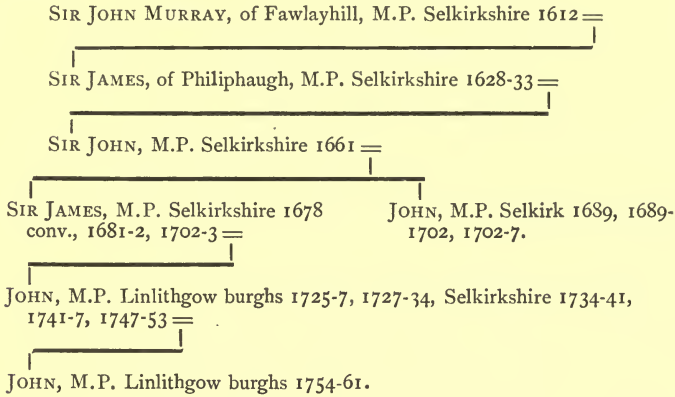 SIR JOHN MURRAY, of Fawlayhill, M.P. Selkirkshire 1612 =
SIR JAMES, of Philiphaugh, M.P. Selkirkshire 1628-33 =
SIR JOHN, M.P. Selkirkshire 1661 =
SIR JAMES, M.P. Selkirkshire 1678
conv., 1681-2, 1702-3 =
JOHN, M.P. Selkirk 1689, 1689-
1702, 1702-7.
JOHN, M.P. Linlithgow burghs 1725-7, 1727-34, Selkirkshire 1734-41,
1741-7, 1747-53 =
JOHN, M.P. Linlithgow burghs 1754-61.